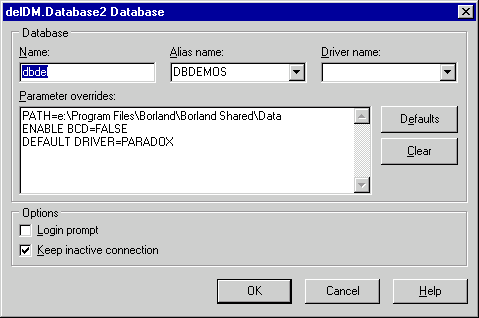 delDM.Database2 Database
Database
Name:
Alias name:
Driver name:
dbdel
DBDEMOS
Parameter overrides:
PATH=e:\Program Files\Borland\Borland Shared\Data
ENABLE BCD=FALSE
DEFAULT DRIVER=PARADOX
Defaults
Clear
Options
Login prompt
Keep inactive connection
OK
Cancel
Help